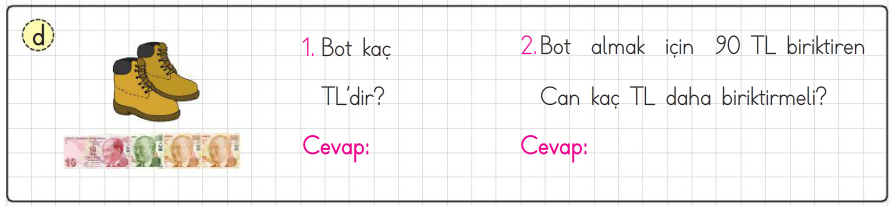 d
1. Bot kaç
TL'dir?
Cevap:
2. Bot almak için 90 TL biriktiren
Can kaç TL daha biriktirmeli?
Cevap:
10